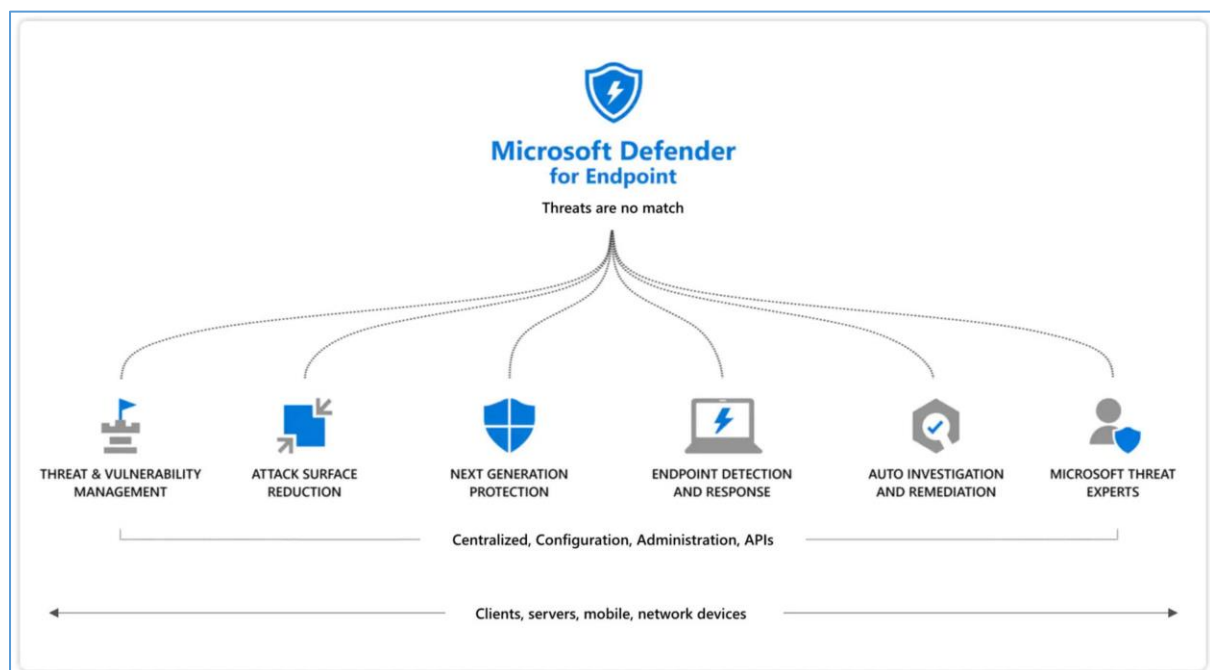 Microsoft Defender
for Endpoint
Threats are no match
THREAT & VULNERABILITY
MANAGEMENT
ATTACK SURFACE
REDUCTION
NEXT GENERATION
PROTECTION
ENDPOINT DETECTION
AND RESPONSE
AUTO INVESTIGATION
AND REMEDIATION
MICROSOFT THREAT
EXPERTS
Centralized, Configuration, Administration, APIs
Clients, servers, mobile, network devices